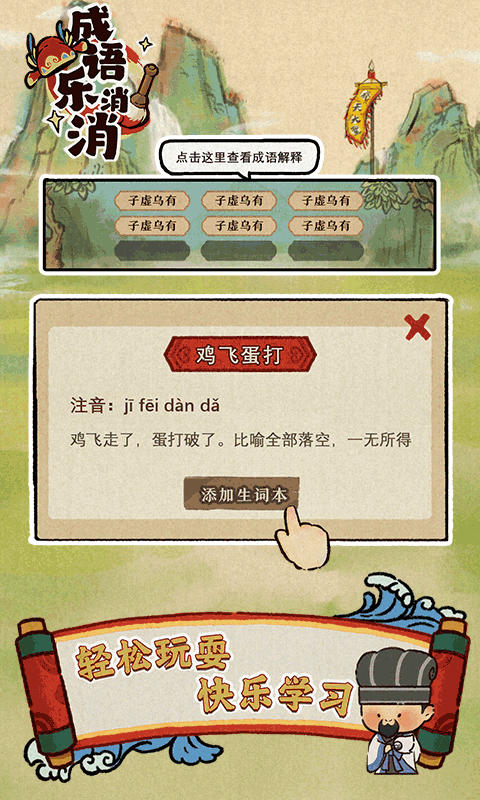 成语
乐消
消
点击这里查看成语解释
子虚乌有 子虚乌有 子虚乌有
子虚乌有 子虚乌有 子虚乌有
鸡飞蛋打
注音：jī fēi dàn dǎ
鸡飞走了，蛋打破了。比喻全部落空，一无所得
添加生词本
轻松玩耍
快乐学习